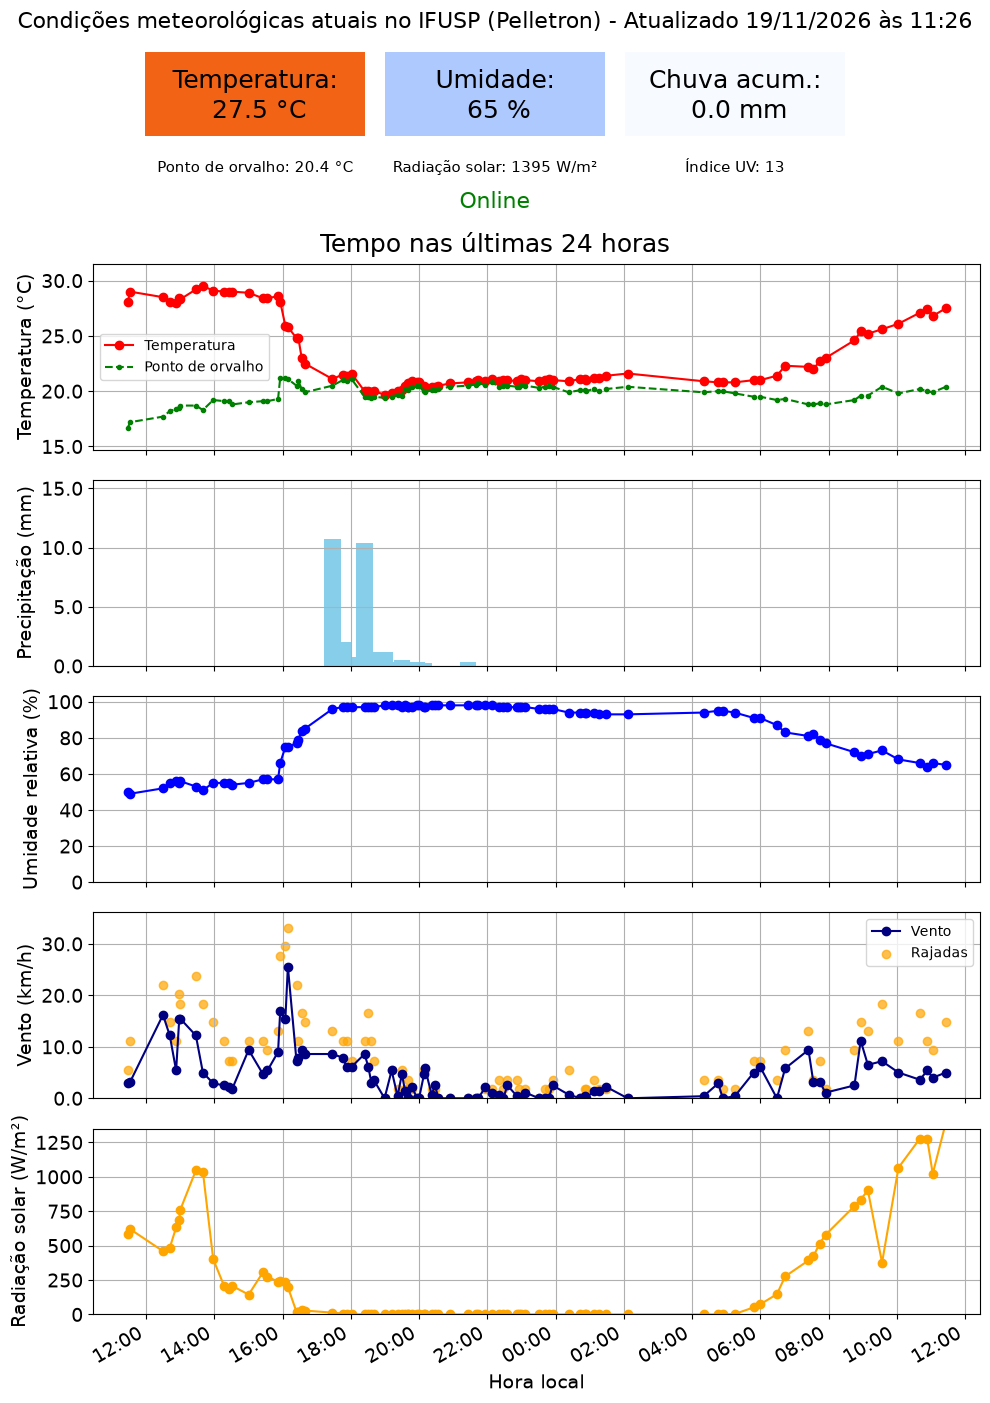 Condições meteorológicas atuais no IFUSP (Pelletron) - Atualizado 19/11/2026 às 11:26
Temperatura:
27.5 °C
Umidade:
65 %
Chuva acum.:
0.0 mm
Ponto de orvalho: 20.4 °C
Radiação solar: 1395 W/m²
Índice UV: 13
Online
Tempo nas últimas 24 horas
Temperatura (°C)
30.0
25.0
20.0
15.0
Temperatura
Ponto de orvalho
Precipitação (mm)
15.0
10.0
5.0
0.0
Umidade relativa (%)
100
80
60
40
20
0
Vento (km/h)
30.0
20.0
10.0
0.0
Vento
Rajadas
Radiação solar (W/m²)
1250
1000
750
500
250
0
12:00
14:00
16:00
18:00
20:00
22:00
00:00
02:00
04:00
06:00
08:00
10:00
12:00
Hora local